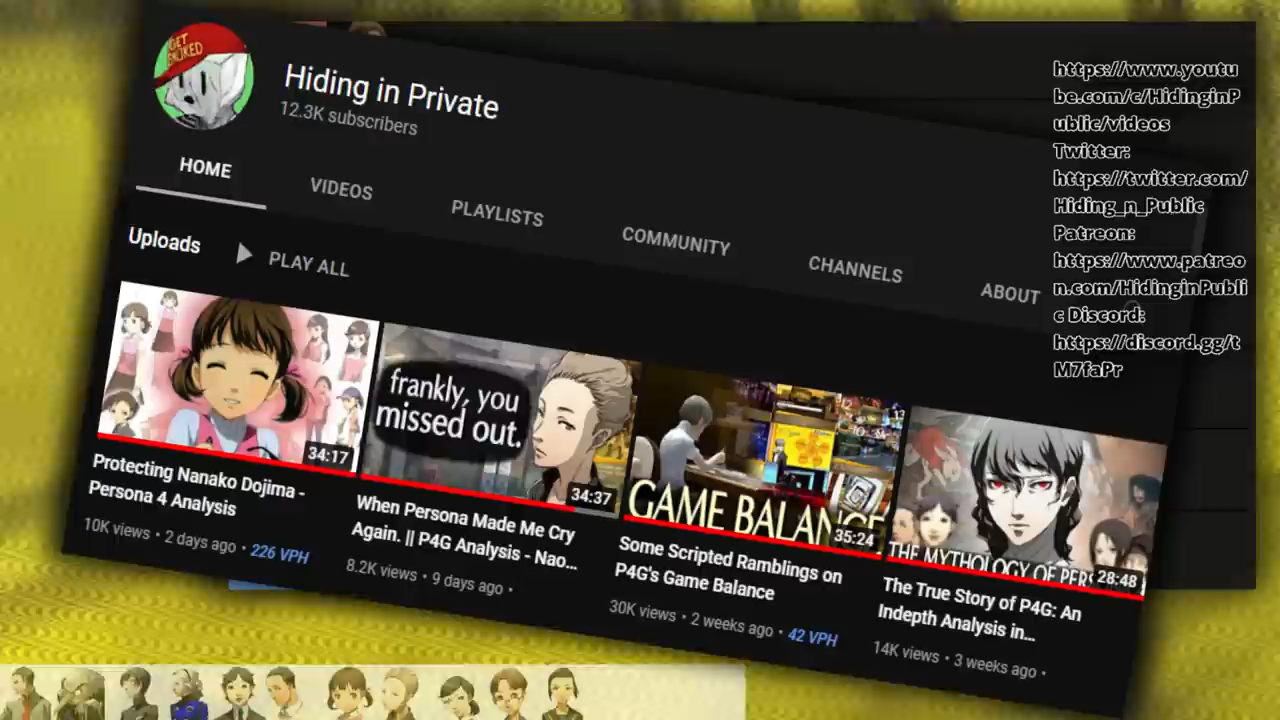 GET BNOKED
Hiding in Private
12.3K subscribers
HOME
VIDEOS
PLAYLISTS
COMMUNITY
CHANNELS
ABOUT
Uploads
PLAY ALL
frankly, you
missed out.
GAME BALANCE
THE MYTHOLOGY OF PER
34:17
34:37
35:24
28:48
Protecting Nanako Dojima -
Persona 4 Analysis
10K views • 2 days ago • 226 VPH
When Persona Made Me Cry
Again. || P4G Analysis - Nao...
8.2K views • 9 days ago •
Some Scripted Ramblings on
P4G's Game Balance
30K views • 2 weeks ago • 42 VPH
The True Story of P4G: An
Indepth Analysis in...
14K views • 3 weeks ago •
https://www.youtu
be.com/c/HidinginP
ublic/videos
Twitter:
https://twitter.com/
Hiding_n_Public
Patreon:
https://www.patreo
n.com/HidinginPubli
c Discord:
https://discord.gg/t
M7faPr